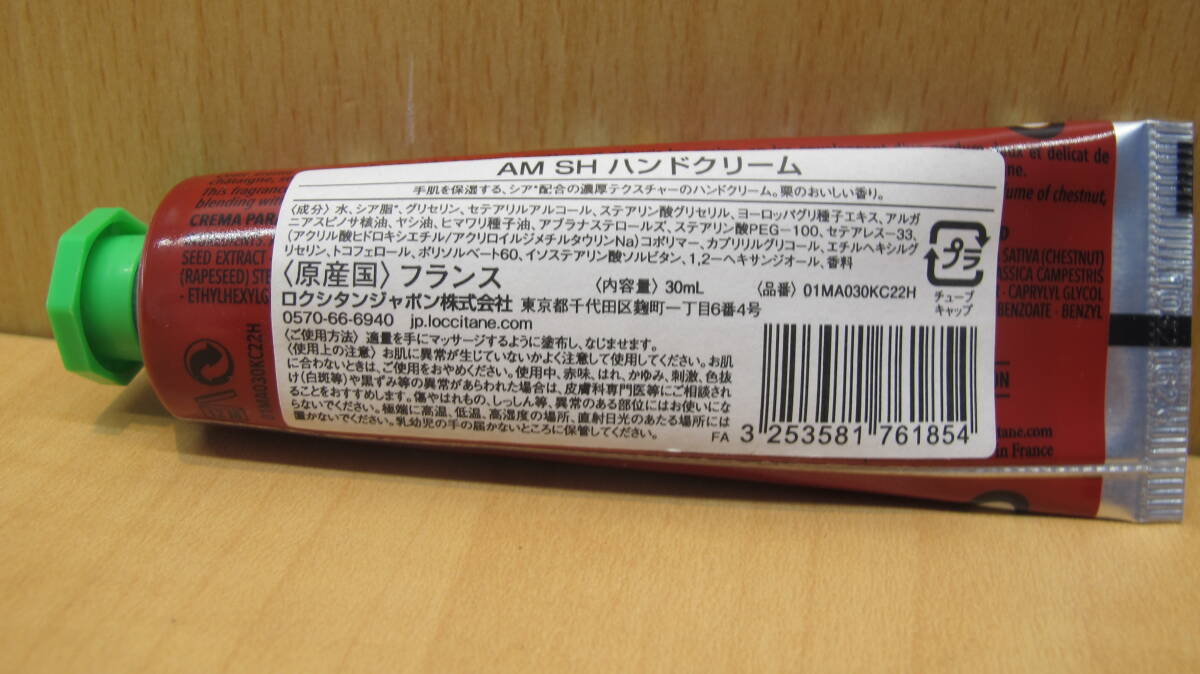 AM SH ハンドクリーム
手肌を保湿する、シア*配合の濃厚テクスチャーのハンドクリーム。栗のおいしい香り。
〈成分〉水、シア脂*、グリセリン、セテアリルアルコール、ステアリン酸グリセリル、ヨーロッパグリ種子エキス、アルガ
ニアスピノサ核油、ヤシ油、ヒマワリ種子油、アブラナステロールズ、ステアリン酸PEG-100、セテアレス-33、
(アクリル酸ヒドロキシエチル/アクリロイルジメチルタウリンNa)コポリマー、カプリリルグリコール、エチルヘキシルグ
リセリン、トコフェロール、ポリソルベート60、イソステアリン酸ソルビタン、1,2-ヘキサンジオール、香料
〈原産国〉フランス 〈内容量〉30mL 〈品番〉01MA030KC22H
ロクシタンジャポン株式会社 東京都千代田区麹町一丁目6番4号
0570-66-6940 jp.loccitane.com
〈ご使用方法〉適量を手にマッサージするように塗布し、なじませます。
〈使用上の注意〉お肌に異常が生じていないかよく注意して使用してください。お肌
に合わないときは、ご使用をおやめください。使用中、赤味、はれ、かゆみ、刺激、色抜
け(白斑等)や黒ずみ等の異常があらわれた場合は、皮膚科専門医等にご相談され
ることをおすすめします。傷やはれもの、しっしん等、異常のある部位にはお使いにな
らないでください。極端に高温、低温、高湿度の場所、直射日光のあたる場所には
置かないでください。乳幼児の手の届かないところに保管してください。
FA
3 253581 761854
プラ
チューブ
キャップ
This fragran
blending with
CREMA PARA
SEED EXTRACT
(RAPESEED) STE
- ETHYLHEXYLG
01MA030KC22H
et délicat de
ume of chestnut,
SATIVA (CHESTNUT)
ASSICA CAMPESTRIS
- CAPRYLYL GLYCOL
BENZOATE - BENZYL
ON
tane.com
in France